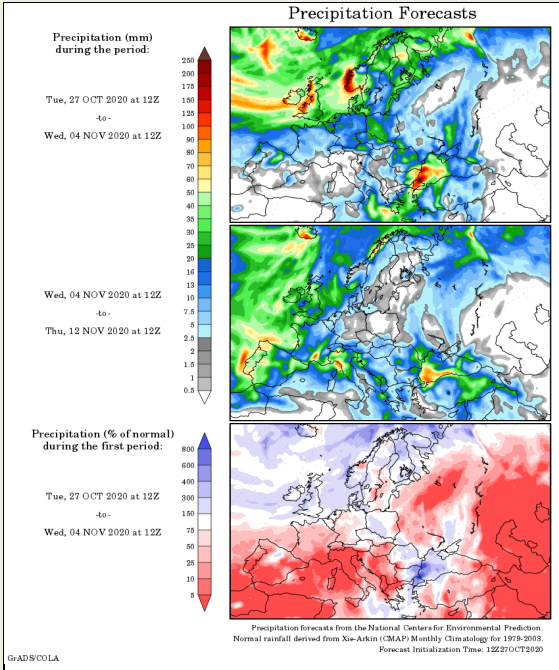 Precipitation Forecasts
Precipitation (mm)
during the period:
Tue, 27 OCT 2020 at 12Z
-to-
Wed, 04 NOV 2020 at 12Z
250
200
175
150
125
100
90
80
70
60
50
40
35
30
25
20
16
13
10
7.5
5
2.5
2
1.5
1
0.5
Wed, 04 NOV 2020 at 12Z
-to-
Thu, 12 NOV 2020 at 12Z
Precipitation (% of normal)
during the first period:
Tue, 27 OCT 2020 at 12Z
-to-
Wed, 04 NOV 2020 at 12Z
800
600
400
300
150
75
50
25
10
5
Precipitation forecasts from the National Centers for Environmental Prediction.
Normal rainfall derived from Xie-Arkin (CMAP) Monthly Climatology for 1979-2003.
Forecast Initialization Time: 12Z27OCT2020
GrADS/COLA